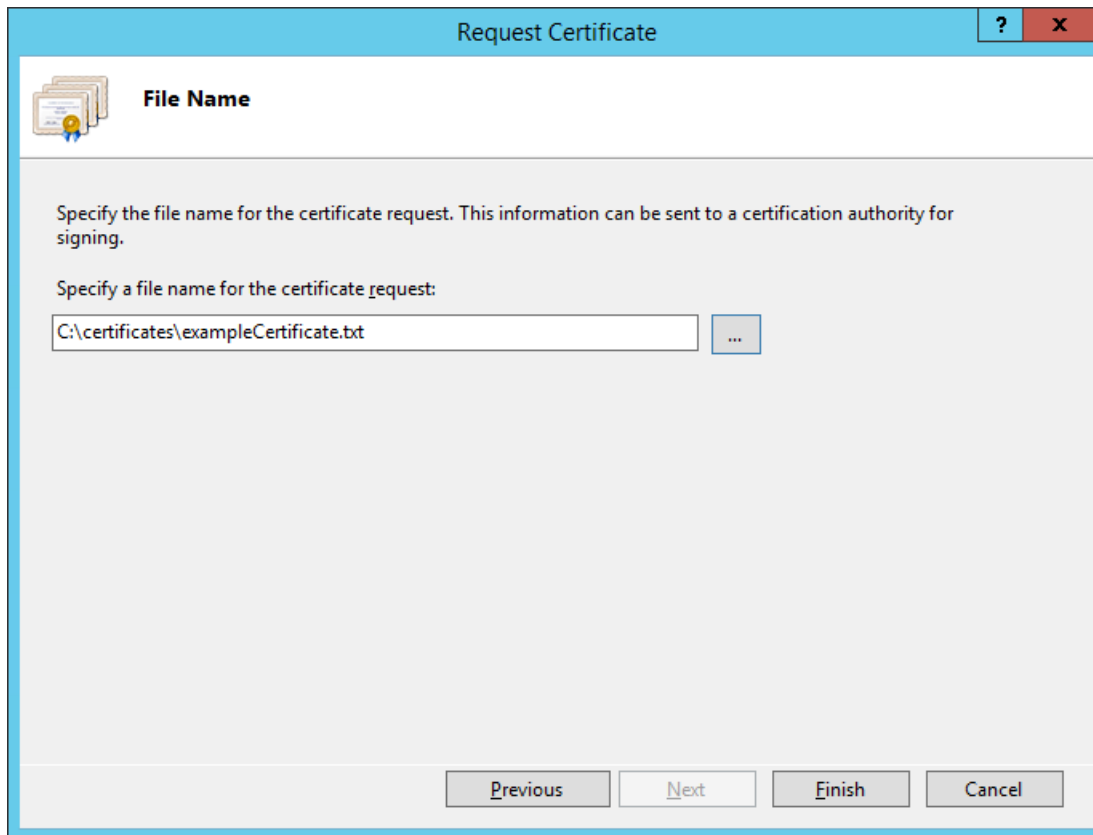 Request Certificate
?
x
File Name
Specify the file name for the certificate request. This information can be sent to a certification authority for
signing.
Specify a file name for the certificate request:
C:\certificates\exampleCertificate.txt
...
Previous
Next
Finish
Cancel